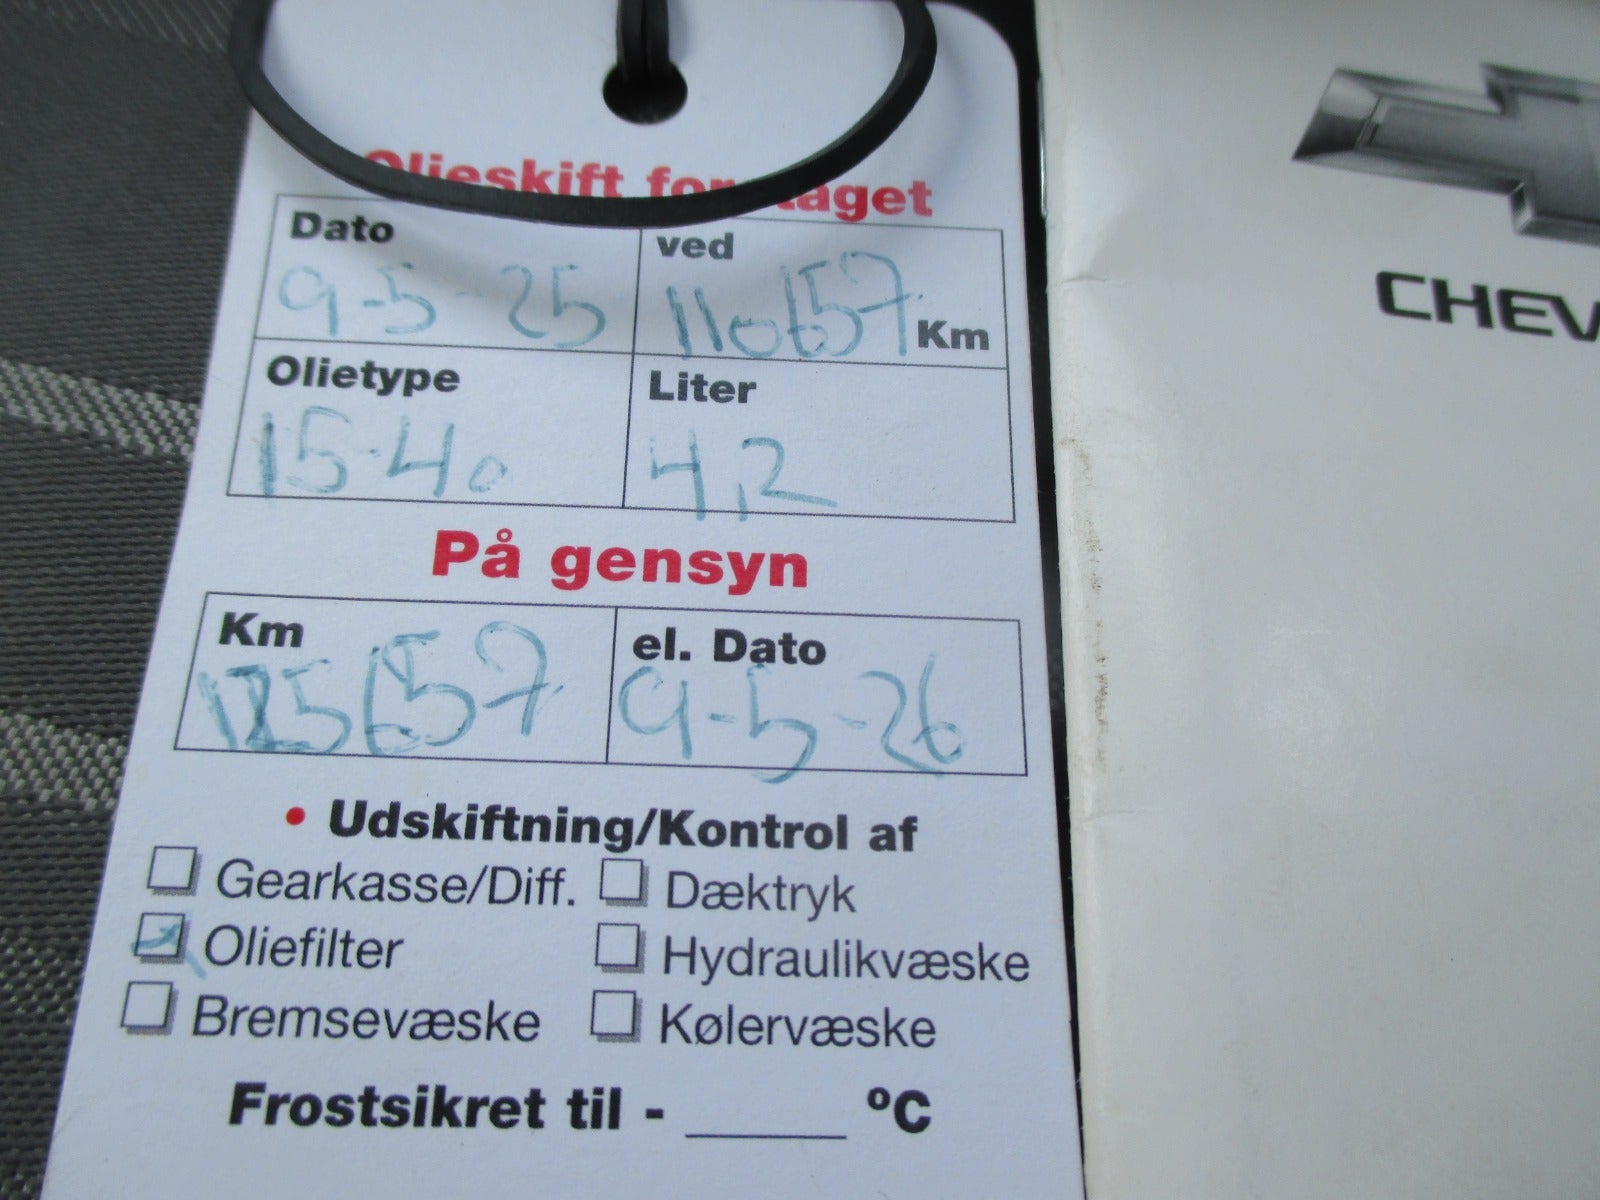 Olieskift foretaget
Dato ved
9-5-25 110657 Km
Olietype Liter
15-40 4,2
På gensyn
Km el. Dato
125657 9-5-26
• Udskiftning/Kontrol af
Gearkasse/Diff. Dæktryk
Oliefilter Hydraulikvæske
Bremsevæske Kølervæske
Frostsikret til - ______ °C
CHEV